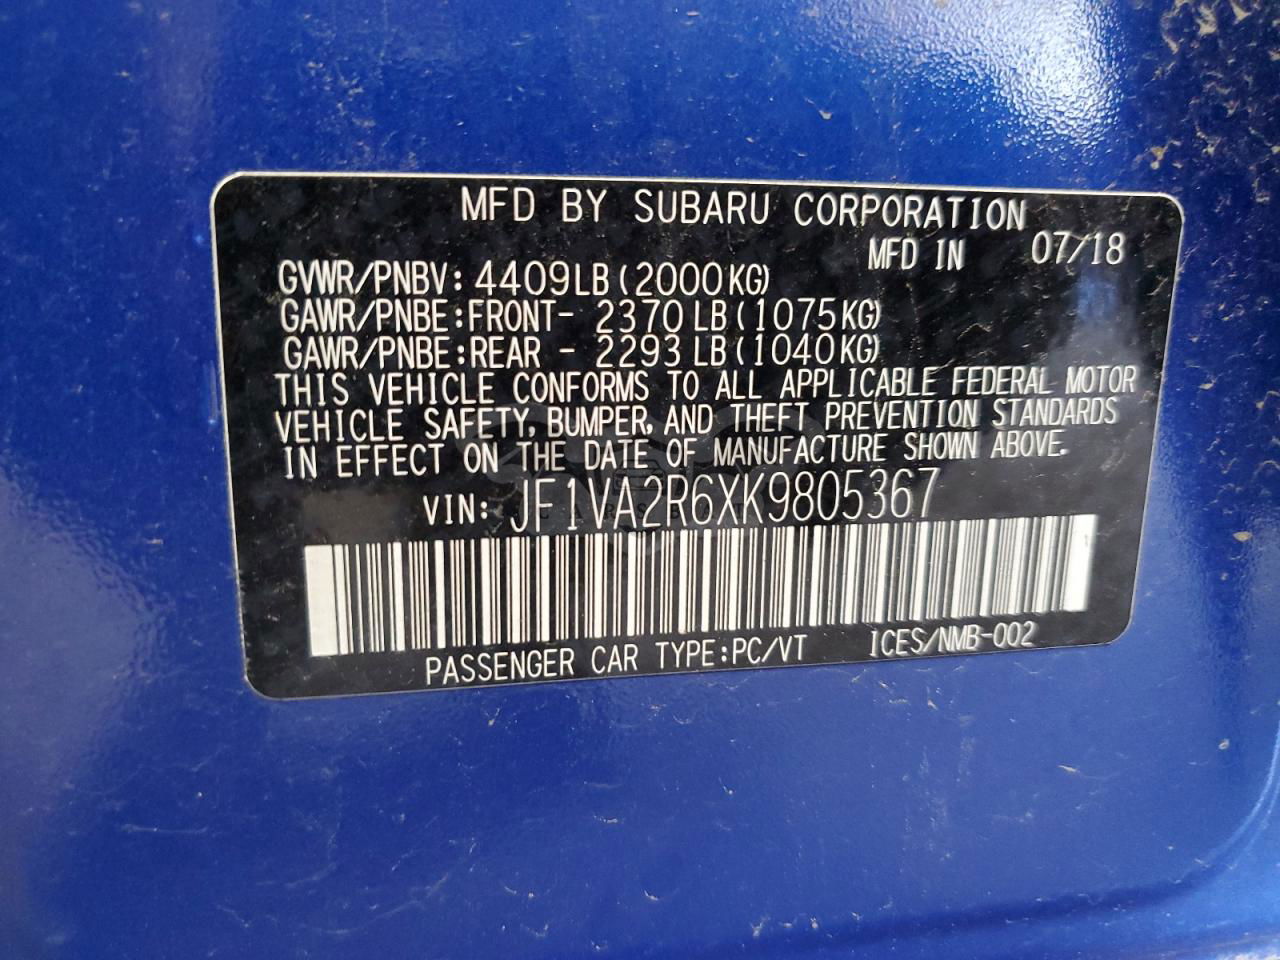 MFD BY SUBARU CORPORATION
MFD IN 07/18
GVWR/PNBV: 4409LB (2000KG)
GAWR/PNBE:FRONT- 2370 LB (1075KG)
GAWR/PNBE:REAR - 2293 LB (1040KG)
THIS VEHICLE CONFORMS TO ALL APPLICABLE FEDERAL MOTOR
VEHICLE SAFETY, BUMPER, AND THEFT PREVENTION STANDARDS
IN EFFECT ON THE DATE OF MANUFACTURE SHOWN ABOVE.
VIN: JF1VA2R6XK9805367
PASSENGER CAR TYPE:PC/VT ICES/NMB-002